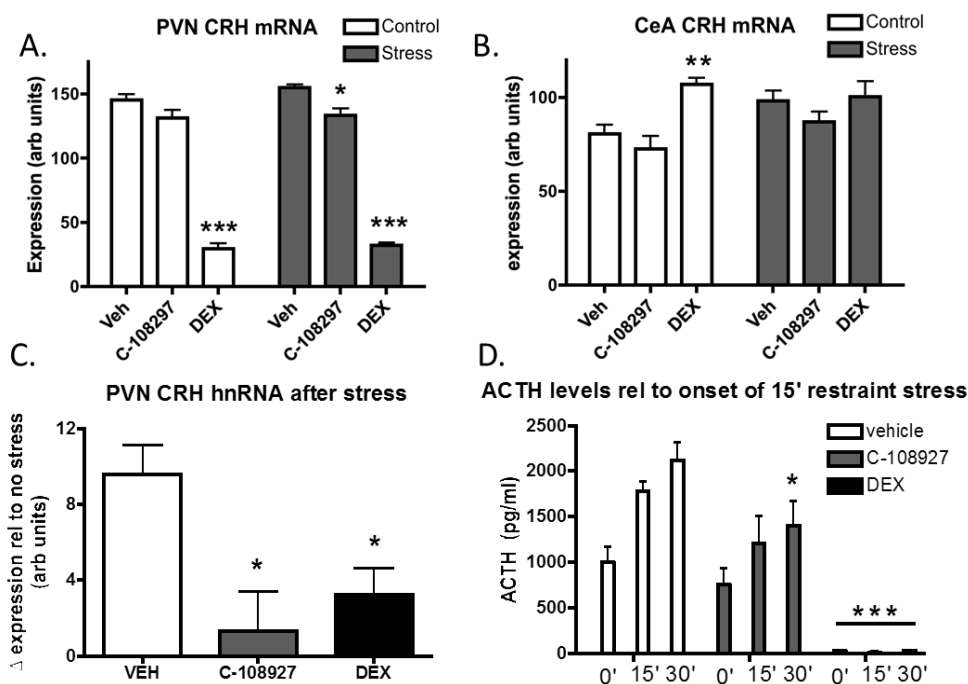 A.
PVN CRH mRNA
Control
Stress
Expression (arb units)
150
100
50
0
*
***
***
Veh
C-108297
DEX
Veh
C-108297
DEX
B.
CeA CRH mRNA
Control
Stress
expression (arb units)
100
50
0
**
Veh
C-108297
DEX
Veh
C-108297
DEX
C.
PVN CRH hnRNA after stress
Δ expression rel to no stress
(arb units)
12
8
4
0
*
*
VEH
C-108927
DEX
D.
ACTH levels rel to onset of 15' restraint stress
vehicle
C-108927
DEX
ACTH (pg/ml)
2500
2000
1500
1000
500
0
*
***
0' 15' 30' 0' 15' 30' 0' 15' 30'